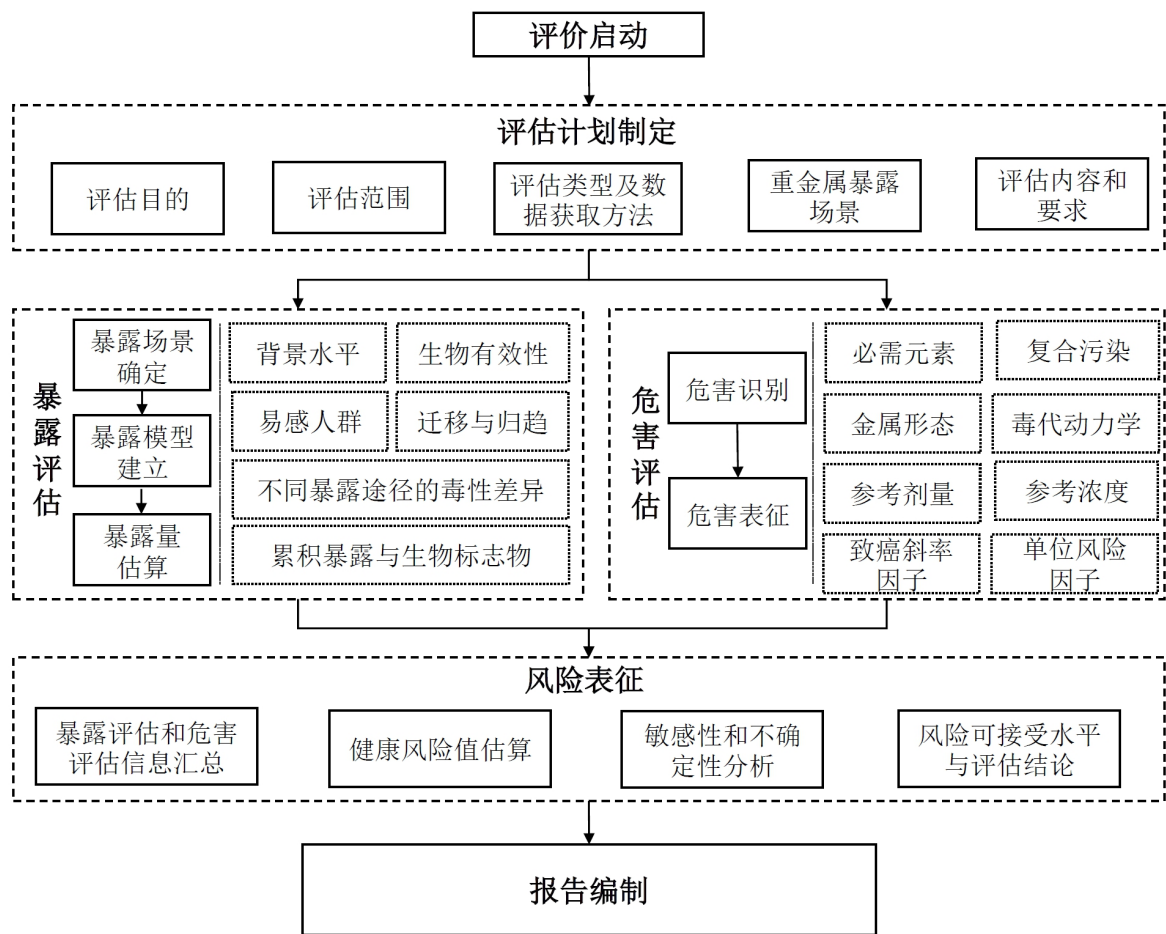 评价启动
评估计划制定
评估目的
评估范围
评估类型及数
据获取方法
重金属暴露
场景
评估内容和
要求
暴露评估
暴露场景
确定
暴露模型
建立
暴露量
估算
背景水平
生物有效性
易感人群
迁移与归趋
不同暴露途径的毒性差异
累积暴露与生物标志物
危害评估
危害识别
危害表征
必需元素
复合污染
金属形态
毒代动力学
参考剂量
参考浓度
致癌斜率
因子
单位风险
因子
风险表征
暴露评估和危害
评估信息汇总
健康风险值估算
敏感性和不确
定性分析
风险可接受水平
与评估结论
报告编制